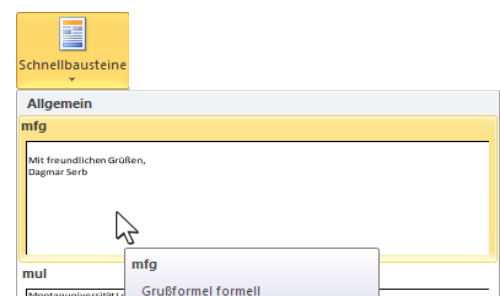 Schnellbausteine
Allgemein
mfg
Mit freundlichen Grüßen,
Dagmar Serb
mfg
Grußformel formell
mul